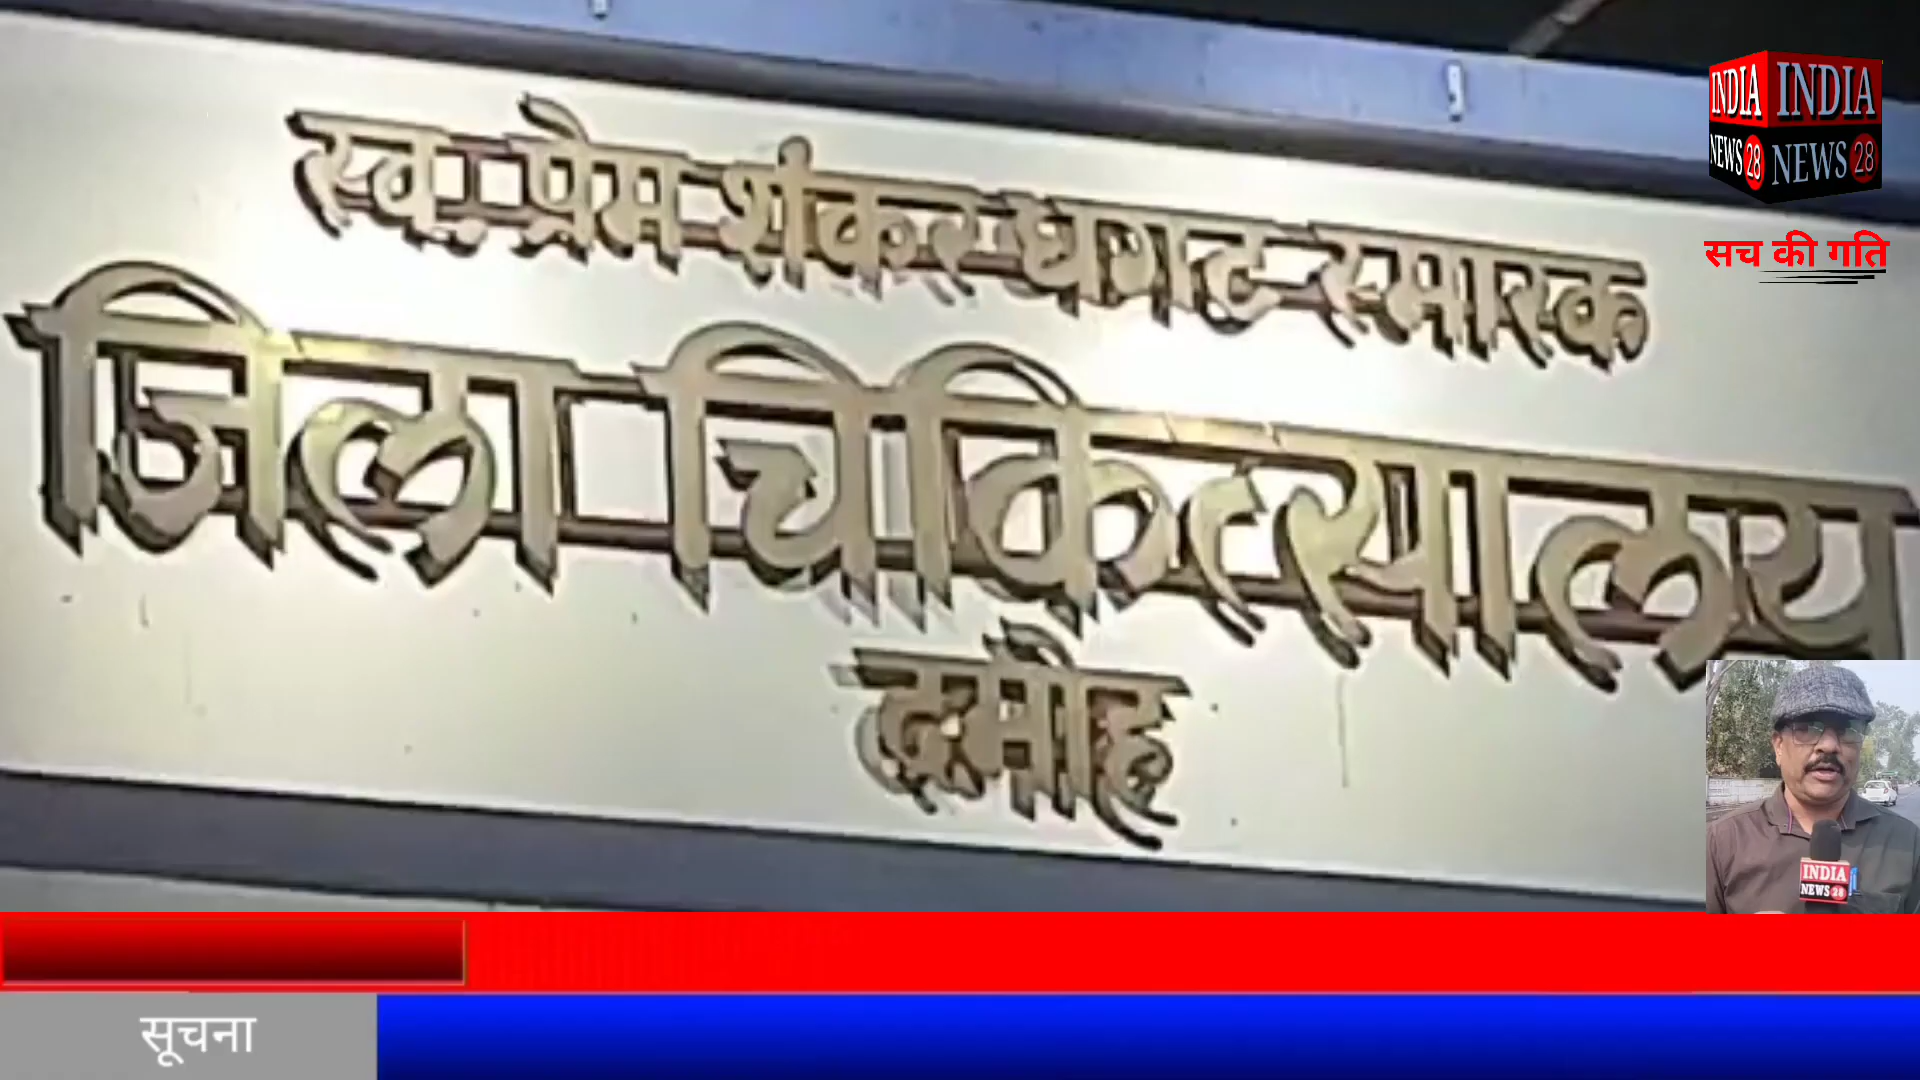 स्व. प्रेम शंकर धगट स्मारक
जिला चिकित्सालय
दमोह
INDIA INDIA
NEWS 28 NEWS 28
सच की गति
INDIA
NEWS 28
सूचना